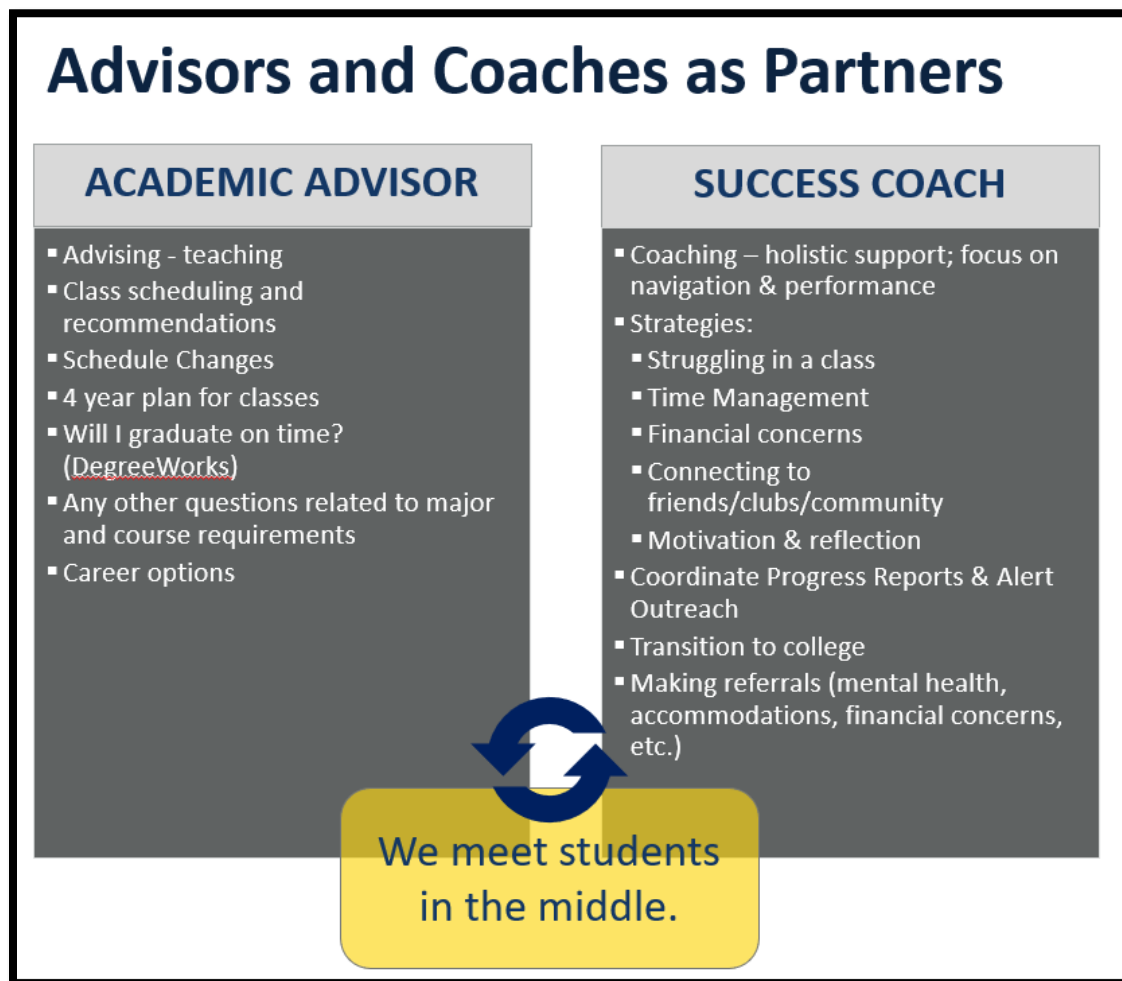 Advisors and Coaches as Partners
ACADEMIC ADVISOR
▪ Advising - teaching
▪ Class scheduling and
recommendations
▪ Schedule Changes
▪ 4 year plan for classes
▪ Will I graduate on time?
(DegreeWorks)
▪ Any other questions related to major
and course requirements
▪ Career options
SUCCESS COACH
▪ Coaching – holistic support; focus on
navigation & performance
▪ Strategies:
▪ Struggling in a class
▪ Time Management
▪ Financial concerns
▪ Connecting to
friends/clubs/community
▪ Motivation & reflection
▪ Coordinate Progress Reports & Alert
Outreach
▪ Transition to college
▪ Making referrals (mental health,
accommodations, financial concerns,
etc.)
We meet students
in the middle.